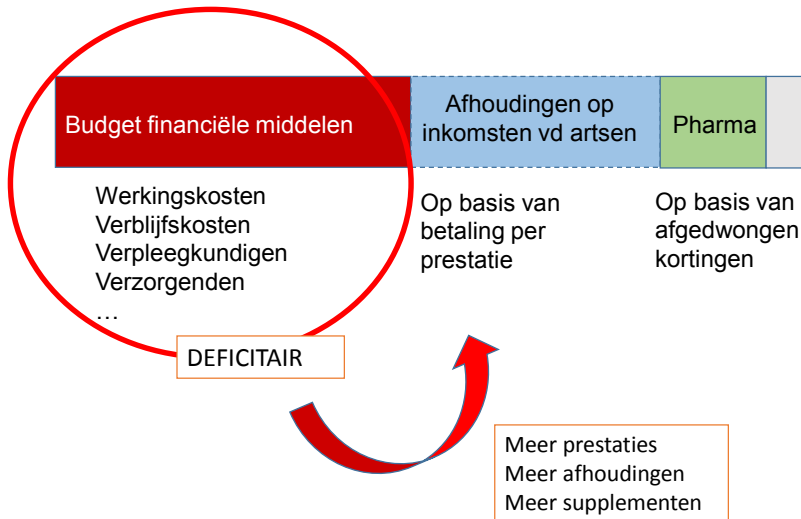 Budget financiële middelen
Afhoudingen op
inkomsten vd artsen
Pharma
Werkingskosten
Verblijfskosten
Verpleegkundigen
Verzorgenden
…
Op basis van
betaling per
prestatie
Op basis van
afgedwongen
kortingen
DEFICITAIR
Meer prestaties
Meer afhoudingen
Meer supplementen